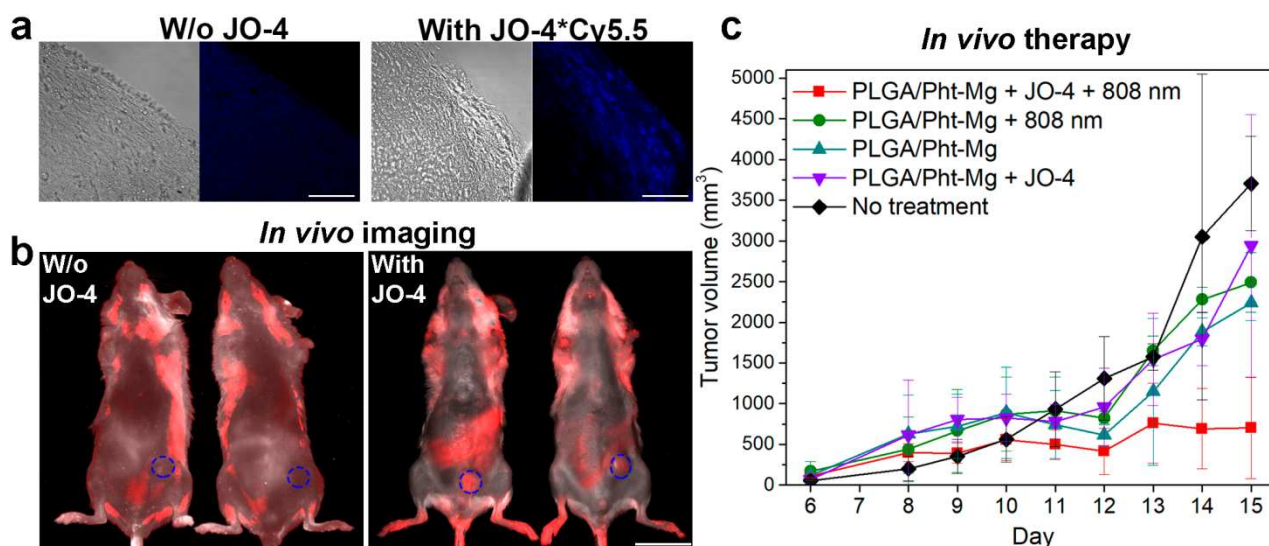 a
W/o JO-4
With JO-4*Cy5.5
In vivo imaging
b
W/o
JO-4
With
JO-4
c
In vivo therapy
PLGA/Pht-Mg + JO-4 + 808 nm
PLGA/Pht-Mg + 808 nm
PLGA/Pht-Mg
PLGA/Pht-Mg + JO-4
No treatment
Tumor volume (mm³)
5000
4500
4000
3500
3000
2500
2000
1500
1000
500
0
6 7 8 9 10 11 12 13 14 15
Day